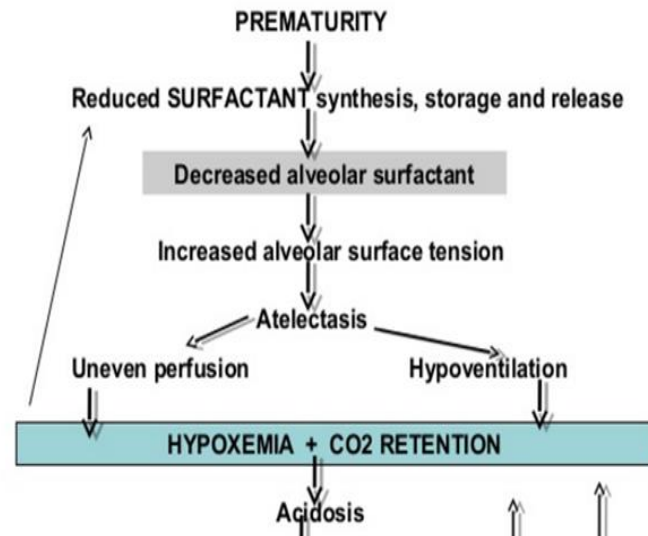 PREMATURITY
Reduced SURFACTANT synthesis, storage and release
Decreased alveolar surfactant
Increased alveolar surface tension
Atelectasis
Uneven perfusion
Hypoventilation
HYPOXEMIA + CO2 RETENTION
Acidosis